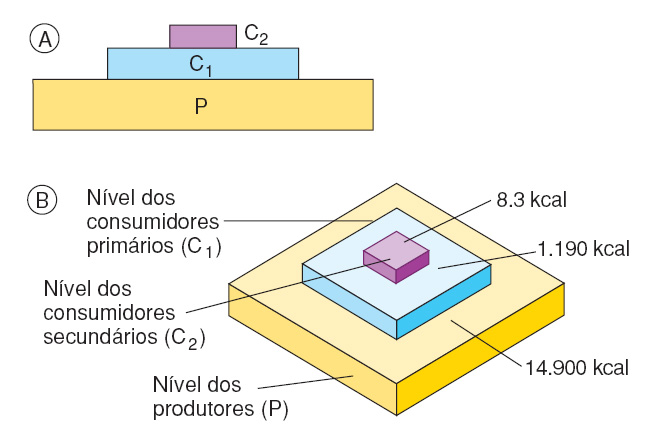 A
C2
C1
P
B
Nível dos
consumidores
primários (C1)
8.3 kcal
1.190 kcal
Nível dos
consumidores
secundários (C2)
14.900 kcal
Nível dos
produtores (P)